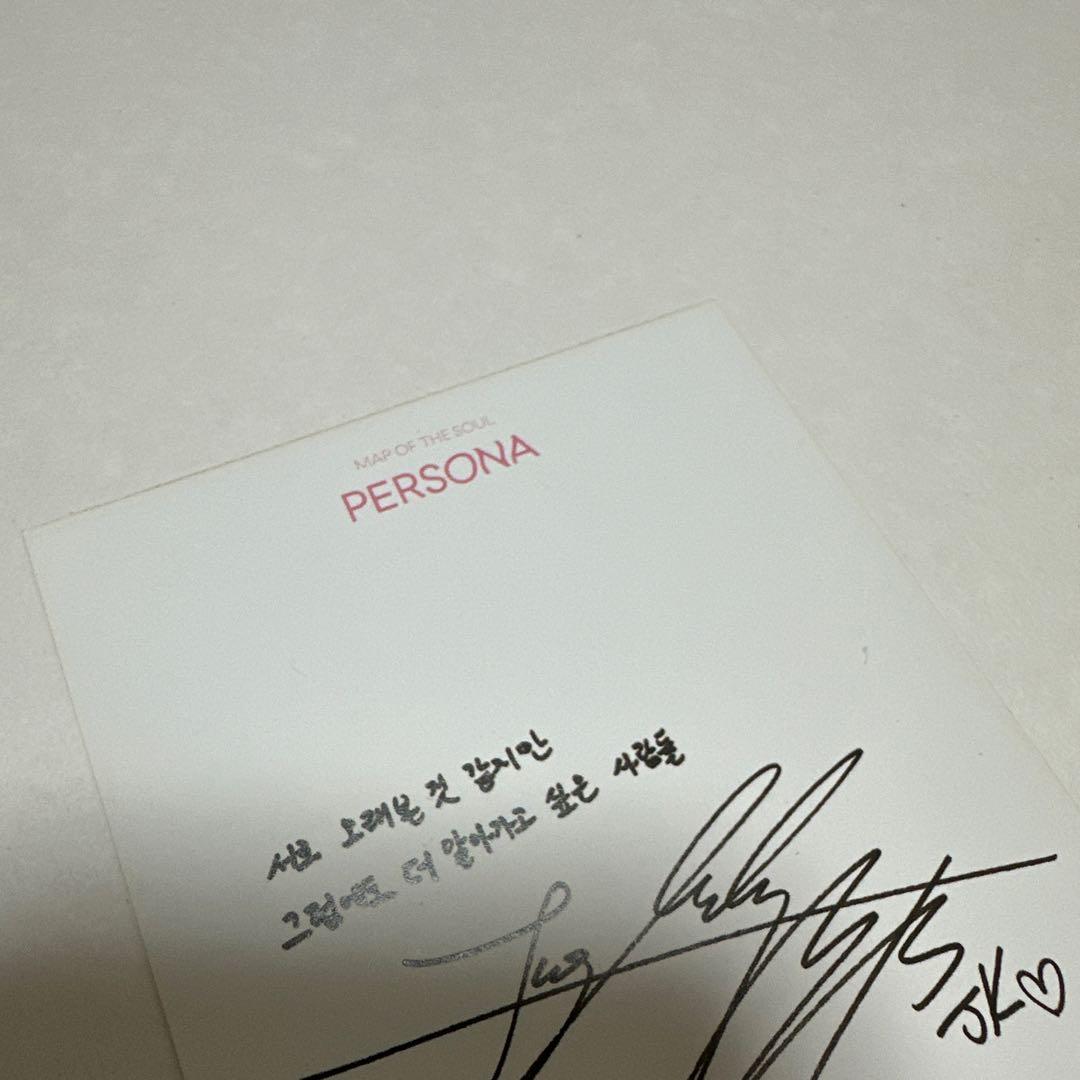 MAP OF THE SOUL
PERSONA
서로 오래본 것 같지만
그럼에도 더 알아가고 싶은 사람들
JK♡